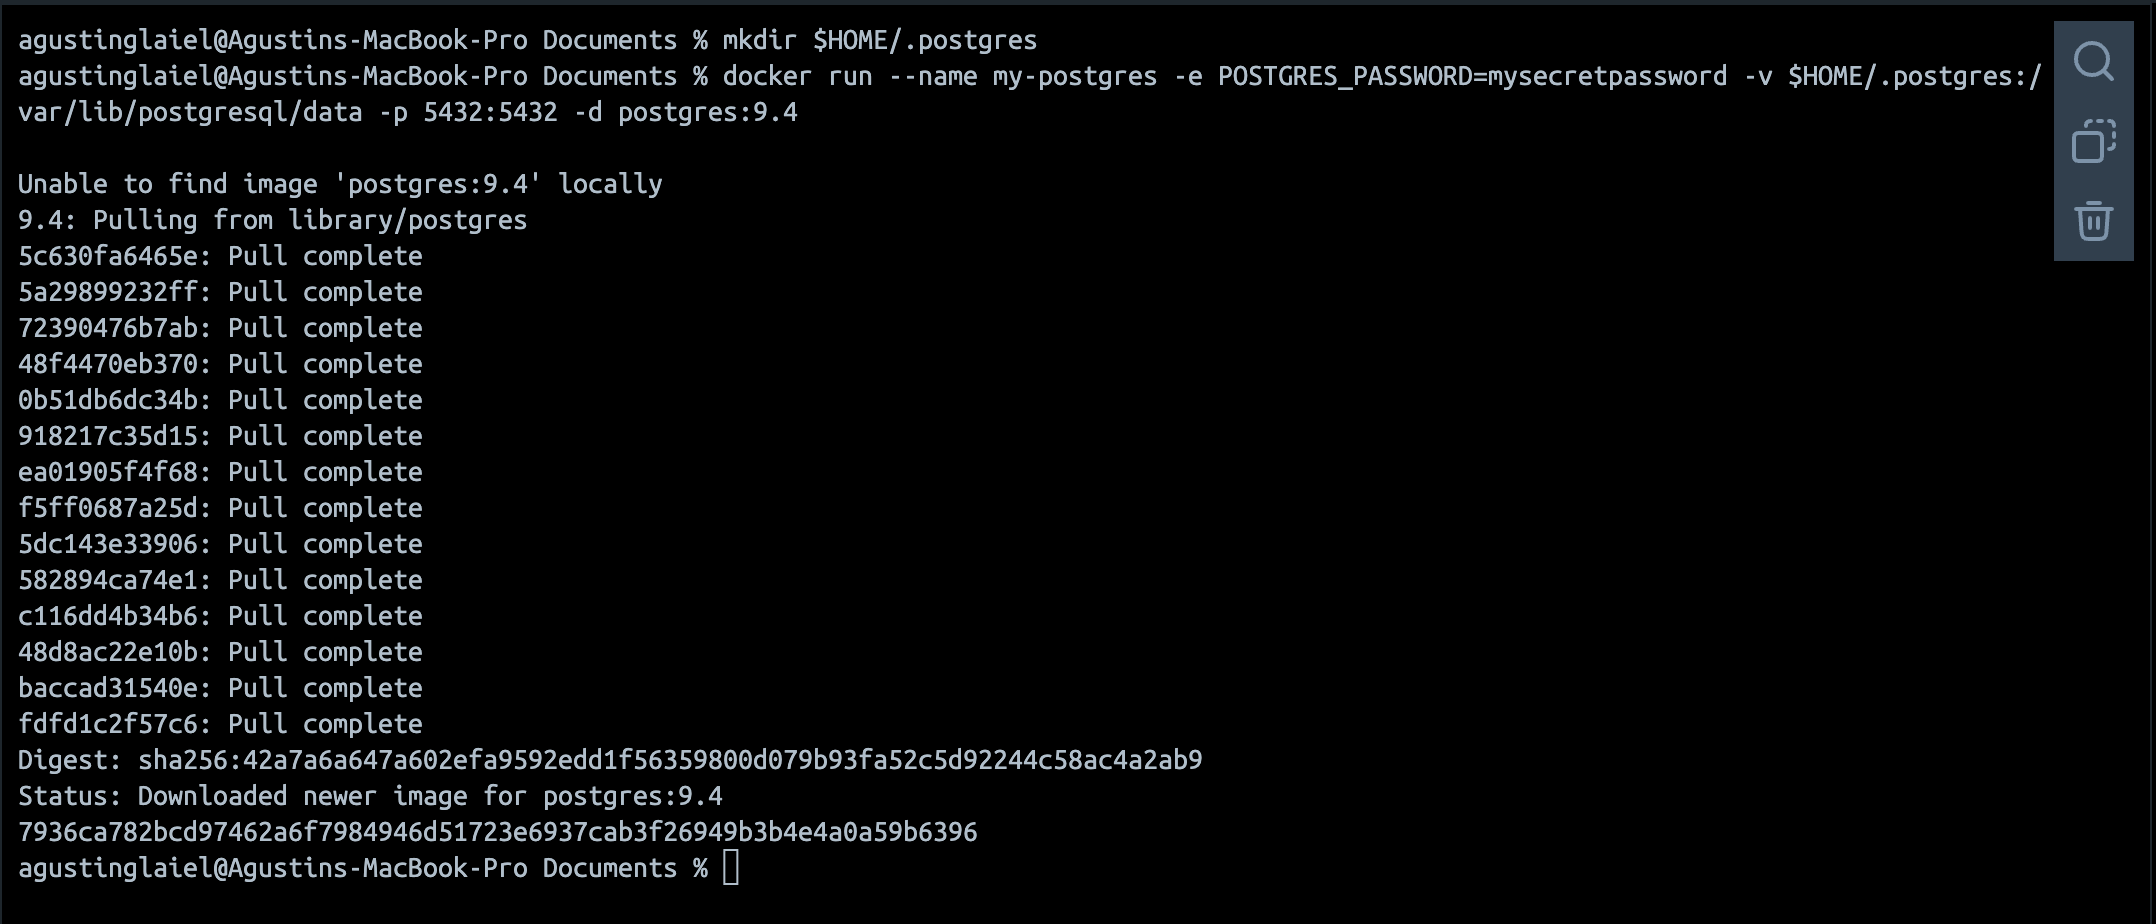 agustinglaiel@Agustins-MacBook-Pro Documents % mkdir $HOME/.postgres
agustinglaiel@Agustins-MacBook-Pro Documents % docker run --name my-postgres -e POSTGRES_PASSWORD=mysecretpassword -v $HOME/.postgres:/
var/lib/postgresql/data -p 5432:5432 -d postgres:9.4
Unable to find image 'postgres:9.4' locally
9.4: Pulling from library/postgres
5c630fa6465e: Pull complete
5a29899232ff: Pull complete
72390476b7ab: Pull complete
48f4470eb370: Pull complete
0b51db6dc34b: Pull complete
918217c35d15: Pull complete
ea01905f4f68: Pull complete
f5ff0687a25d: Pull complete
5dc143e33906: Pull complete
582894ca74e1: Pull complete
c116dd4b34b6: Pull complete
48d8ac22e10b: Pull complete
baccad31540e: Pull complete
fdfd1c2f57c6: Pull complete
Digest: sha256:42a7a6a647a602efa9592edd1f56359800d079b93fa52c5d92244c58ac4a2ab9
Status: Downloaded newer image for postgres:9.4
7936ca782bcd97462a6f7984946d51723e6937cab3f26949b3b4e4a0a59b6396
agustinglaiel@Agustins-MacBook-Pro Documents %